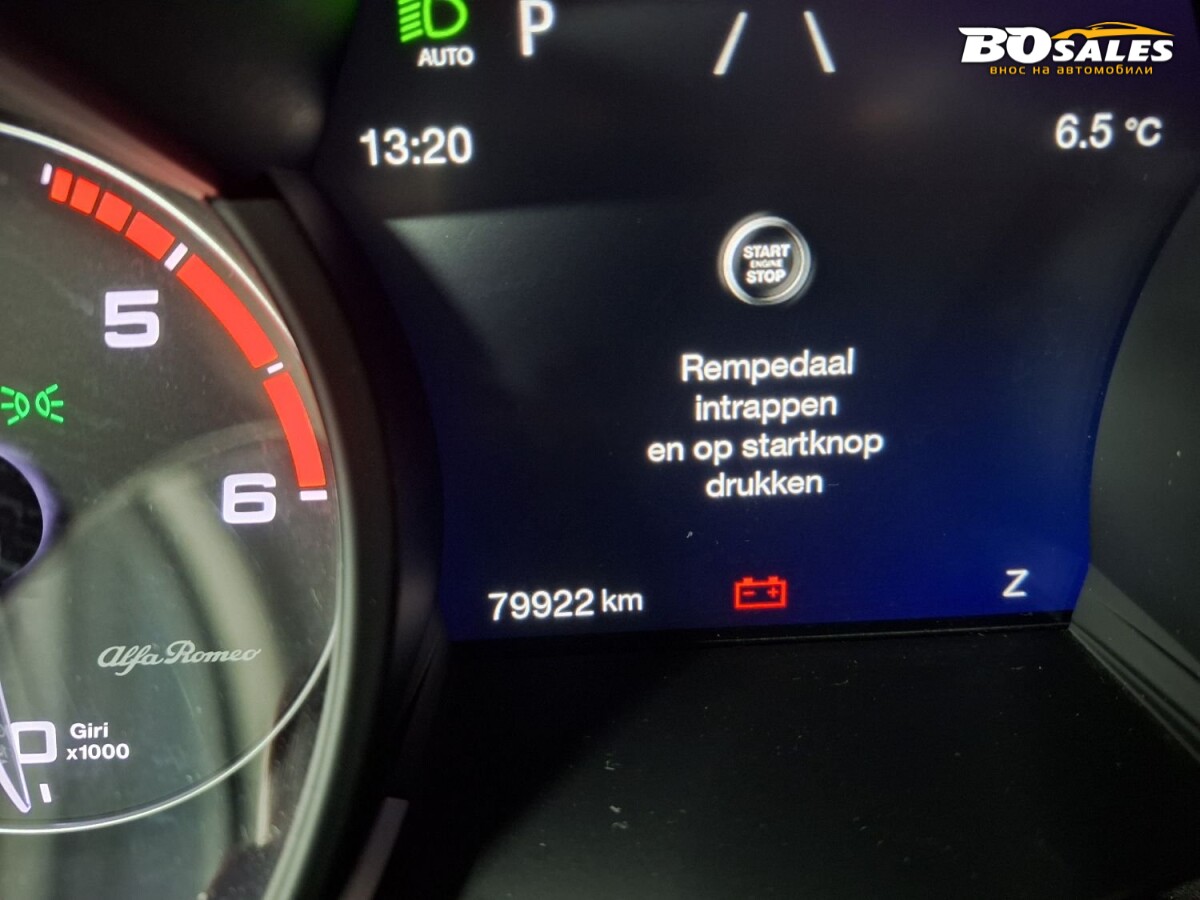 AUTO
P
BOSALES
ВНОС НА АВТОМОБИЛИ
13:20
6.5 °C
START
ENGINE
STOP
5
Rempedaal
intrappen
en op startknop
drukken
6
79922 km
Z
Alfa Romeo
Giri
x1000